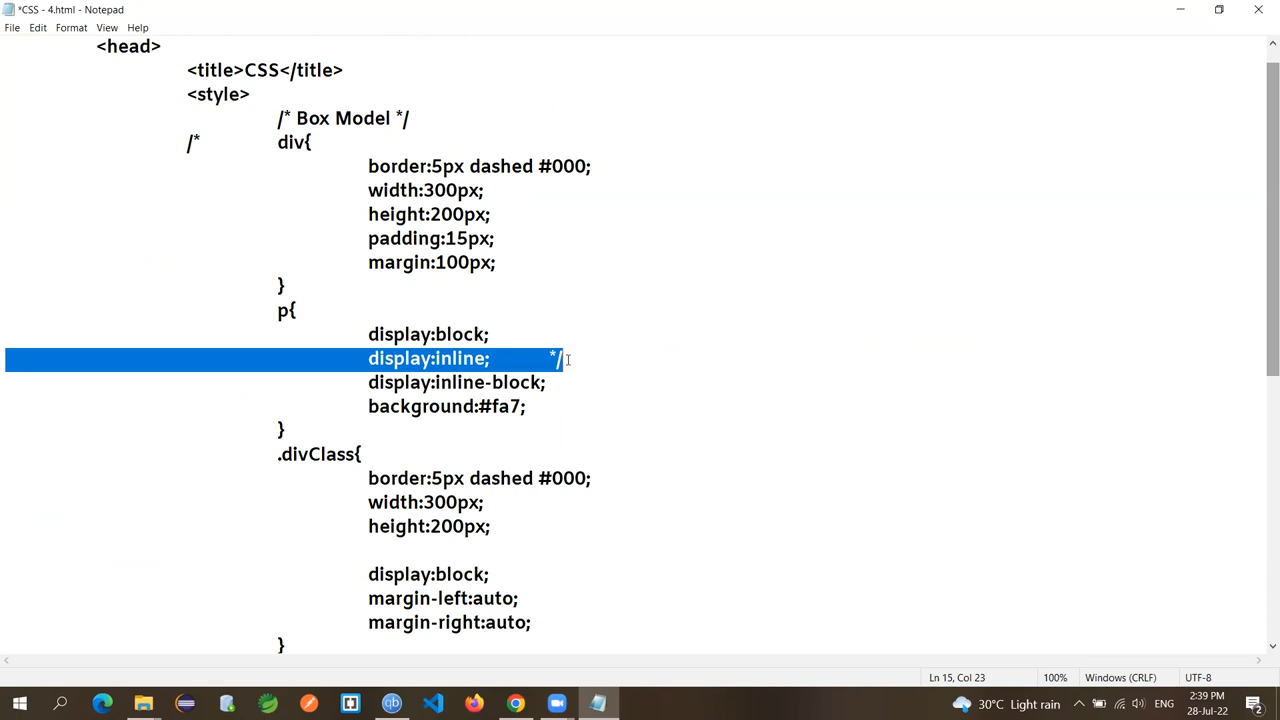 *CSS - 4.html - Notepad
File Edit Format View Help
<head>
<title>CSS</title>
<style>
/* Box Model */
/* div{
border:5px dashed #000;
width:300px;
height:200px;
padding:15px;
margin:100px;
}
p{
display:block;
display:inline; */
display:inline-block;
background:#fa7;
}
.divClass{
border:5px dashed #000;
width:300px;
height:200px;
display:block;
margin-left:auto;
margin-right:auto;
}
Ln 15, Col 23 100% Windows (CRLF) UTF-8
30°C Light rain ENG 2:39 PM
28-Jul-22 2